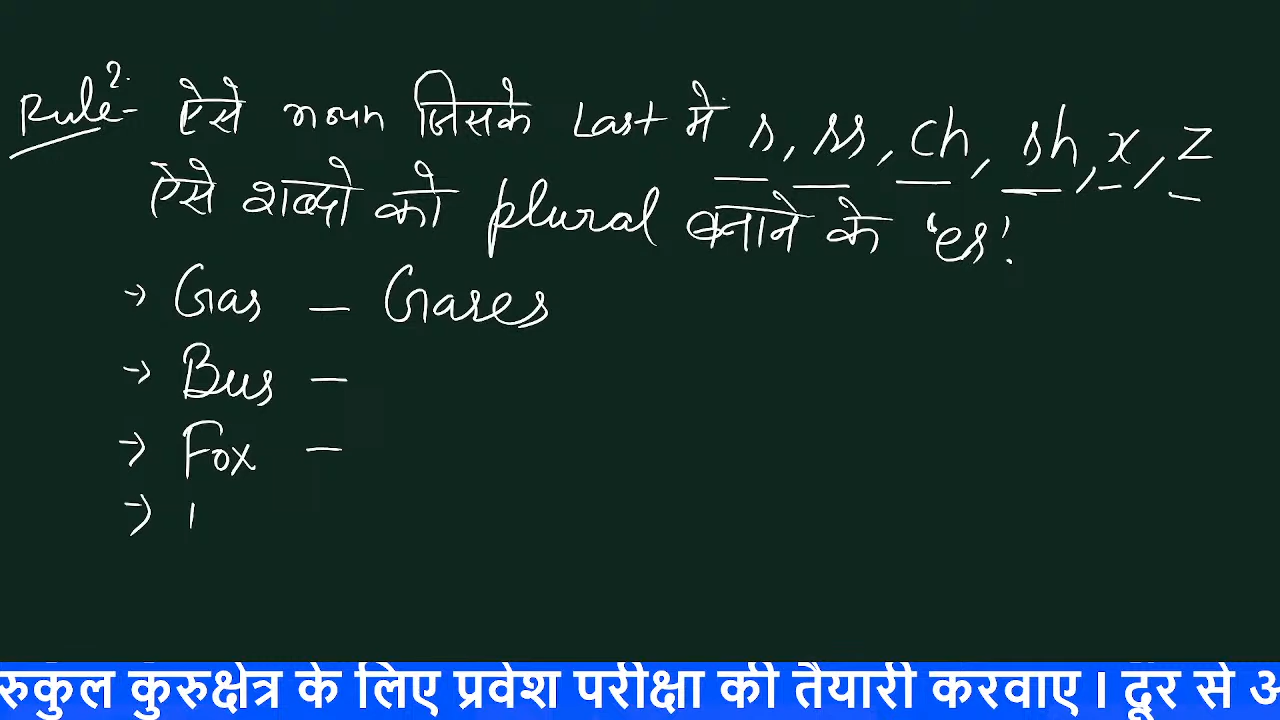 Rule 2- ऐसे noun जिसके Last में s, ss, ch, sh, x, z
ऐसे शब्दो को plural बनाने के 'es'.
→ Gas – Gases
→ Bus –
→ Fox –
→
रुकुल कुरुक्षेत्र के लिए प्रवेश परीक्षा की तैयारी करवाए । दूर से अ